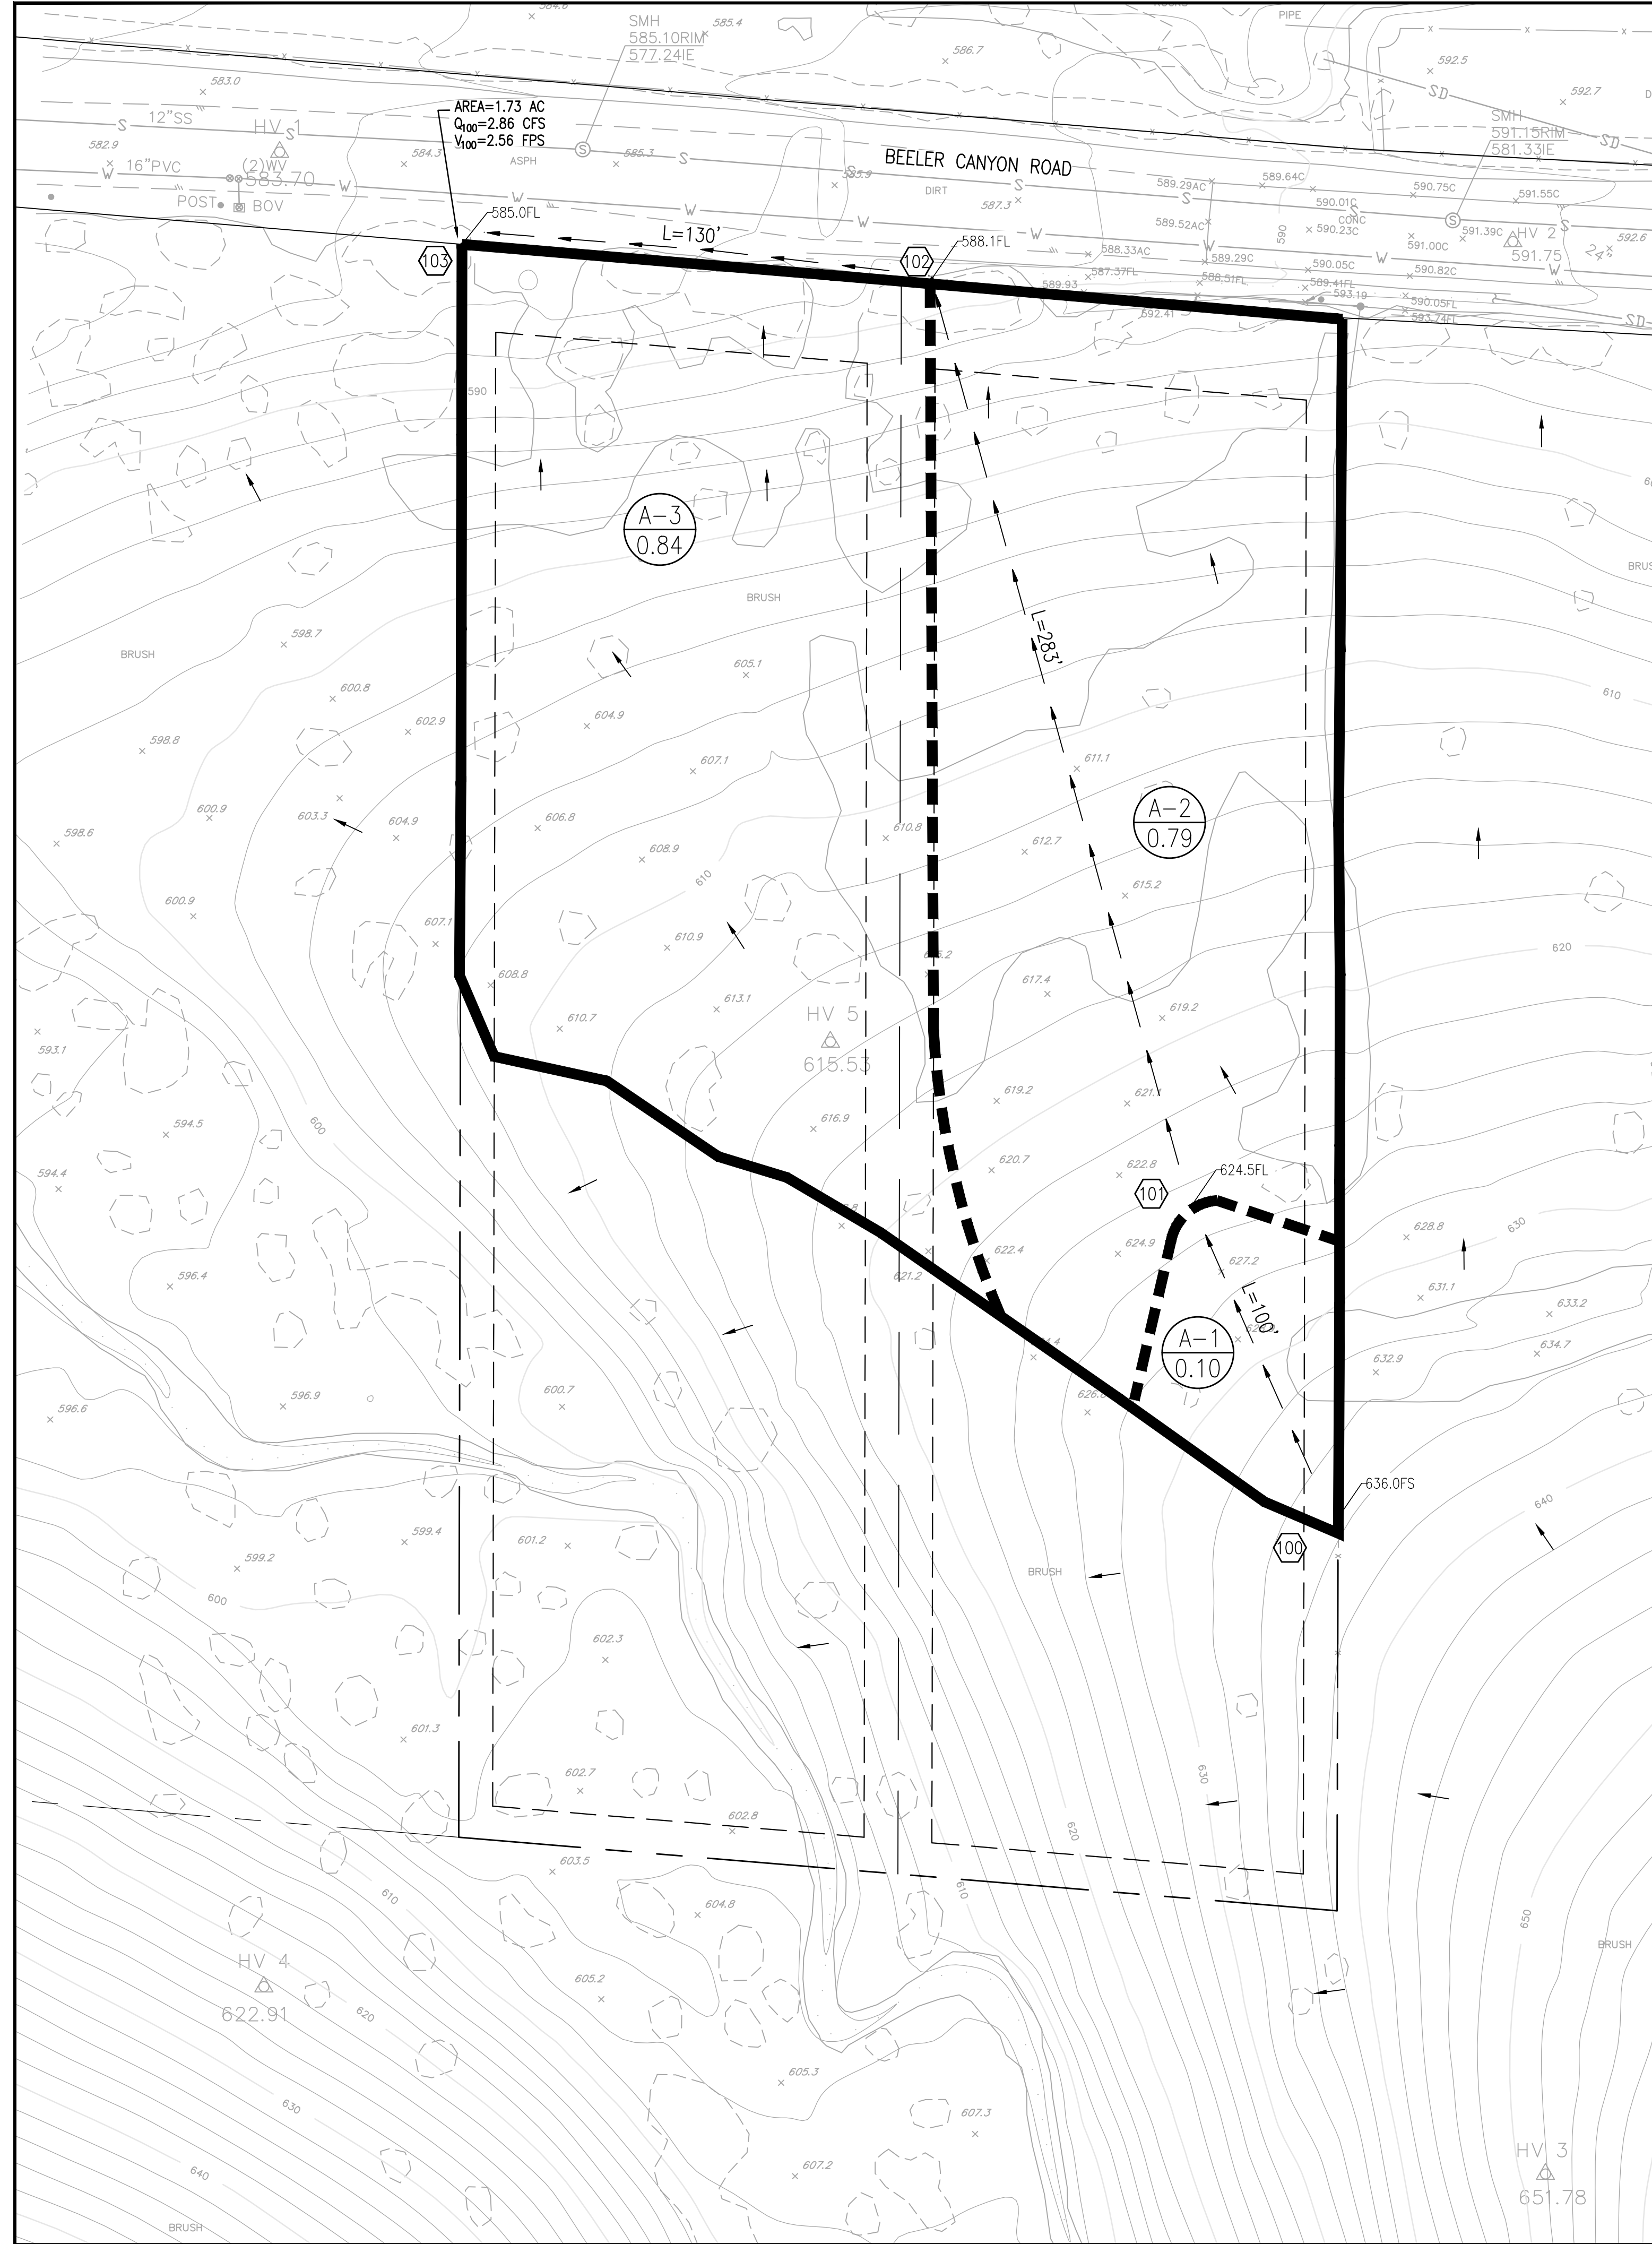 584.6
SMH
585.10RIM
577.24IE
585.4
PIPE
586.7
592.5
583.0
SD
592.7
AREA=1.73 AC
Q100=2.86 CFS
V100=2.56 FPS
SMH
591.15RIM
581.33IE
12"SS
HV 1
S
S
S
S
SD
582.9
16"PVC
(2)WV
583.70
584.3
ASPH
585.3
BEELER CANYON ROAD
W
POST
BOV
W
W
W
W
585.9
DIRT
587.3
S
589.29AC
589.64C
590.75C
591.55C
590.01C
CONC
S
S
589.52AC
590.23C
590
591.00C
591.39C
HV 2
591.75
24"
592.6
585.0FL
L=130'
588.1FL
W
588.33AC
W
589.29C
590.05C
W
590.82C
W
103
102
587.37FL
588.51FL
589.41FL
589.93
593.19
590.05FL
592.41
593.74FL
SD
590
A-3
0.84
BRUSH
BRUSH
598.7
BRUSH
L=283'
605.1
600.8
604.9
610
602.9
598.8
607.1
611.1
600.9
603.3
604.9
606.8
610.8
A-2
0.79
598.6
608.9
612.7
610
615.2
600.9
607.1
610.9
620
608.8
617.4
613.1
610.7
HV 5
615.53
619.2
593.1
600
594.5
616.9
619.2
621.1
620.7
622.8
624.5FL
594.4
101
628.8
630
622.4
624.9
627.2
596.4
621.2
631.1
L=100'
633.2
A-1
0.10
634.7
632.9
600.7
596.9
596.6
636.0FS
640
599.4
601.2
599.2
100
BRUSH
600
602.3
601.3
602.7
630
602.8
620
603.5
610
610
604.8
650
BRUSH
HV 4
622.91
605.2
620
605.3
630
607.3
607.2
HV 3
651.78
640
BRUSH